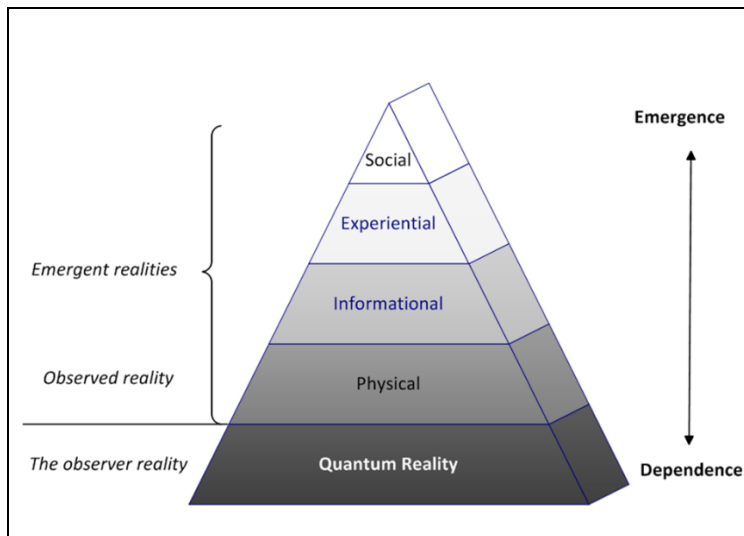 Emergence
Social
Experiential
Emergent realities
Informational
Observed reality
Physical
The observer reality
Quantum Reality
Dependence